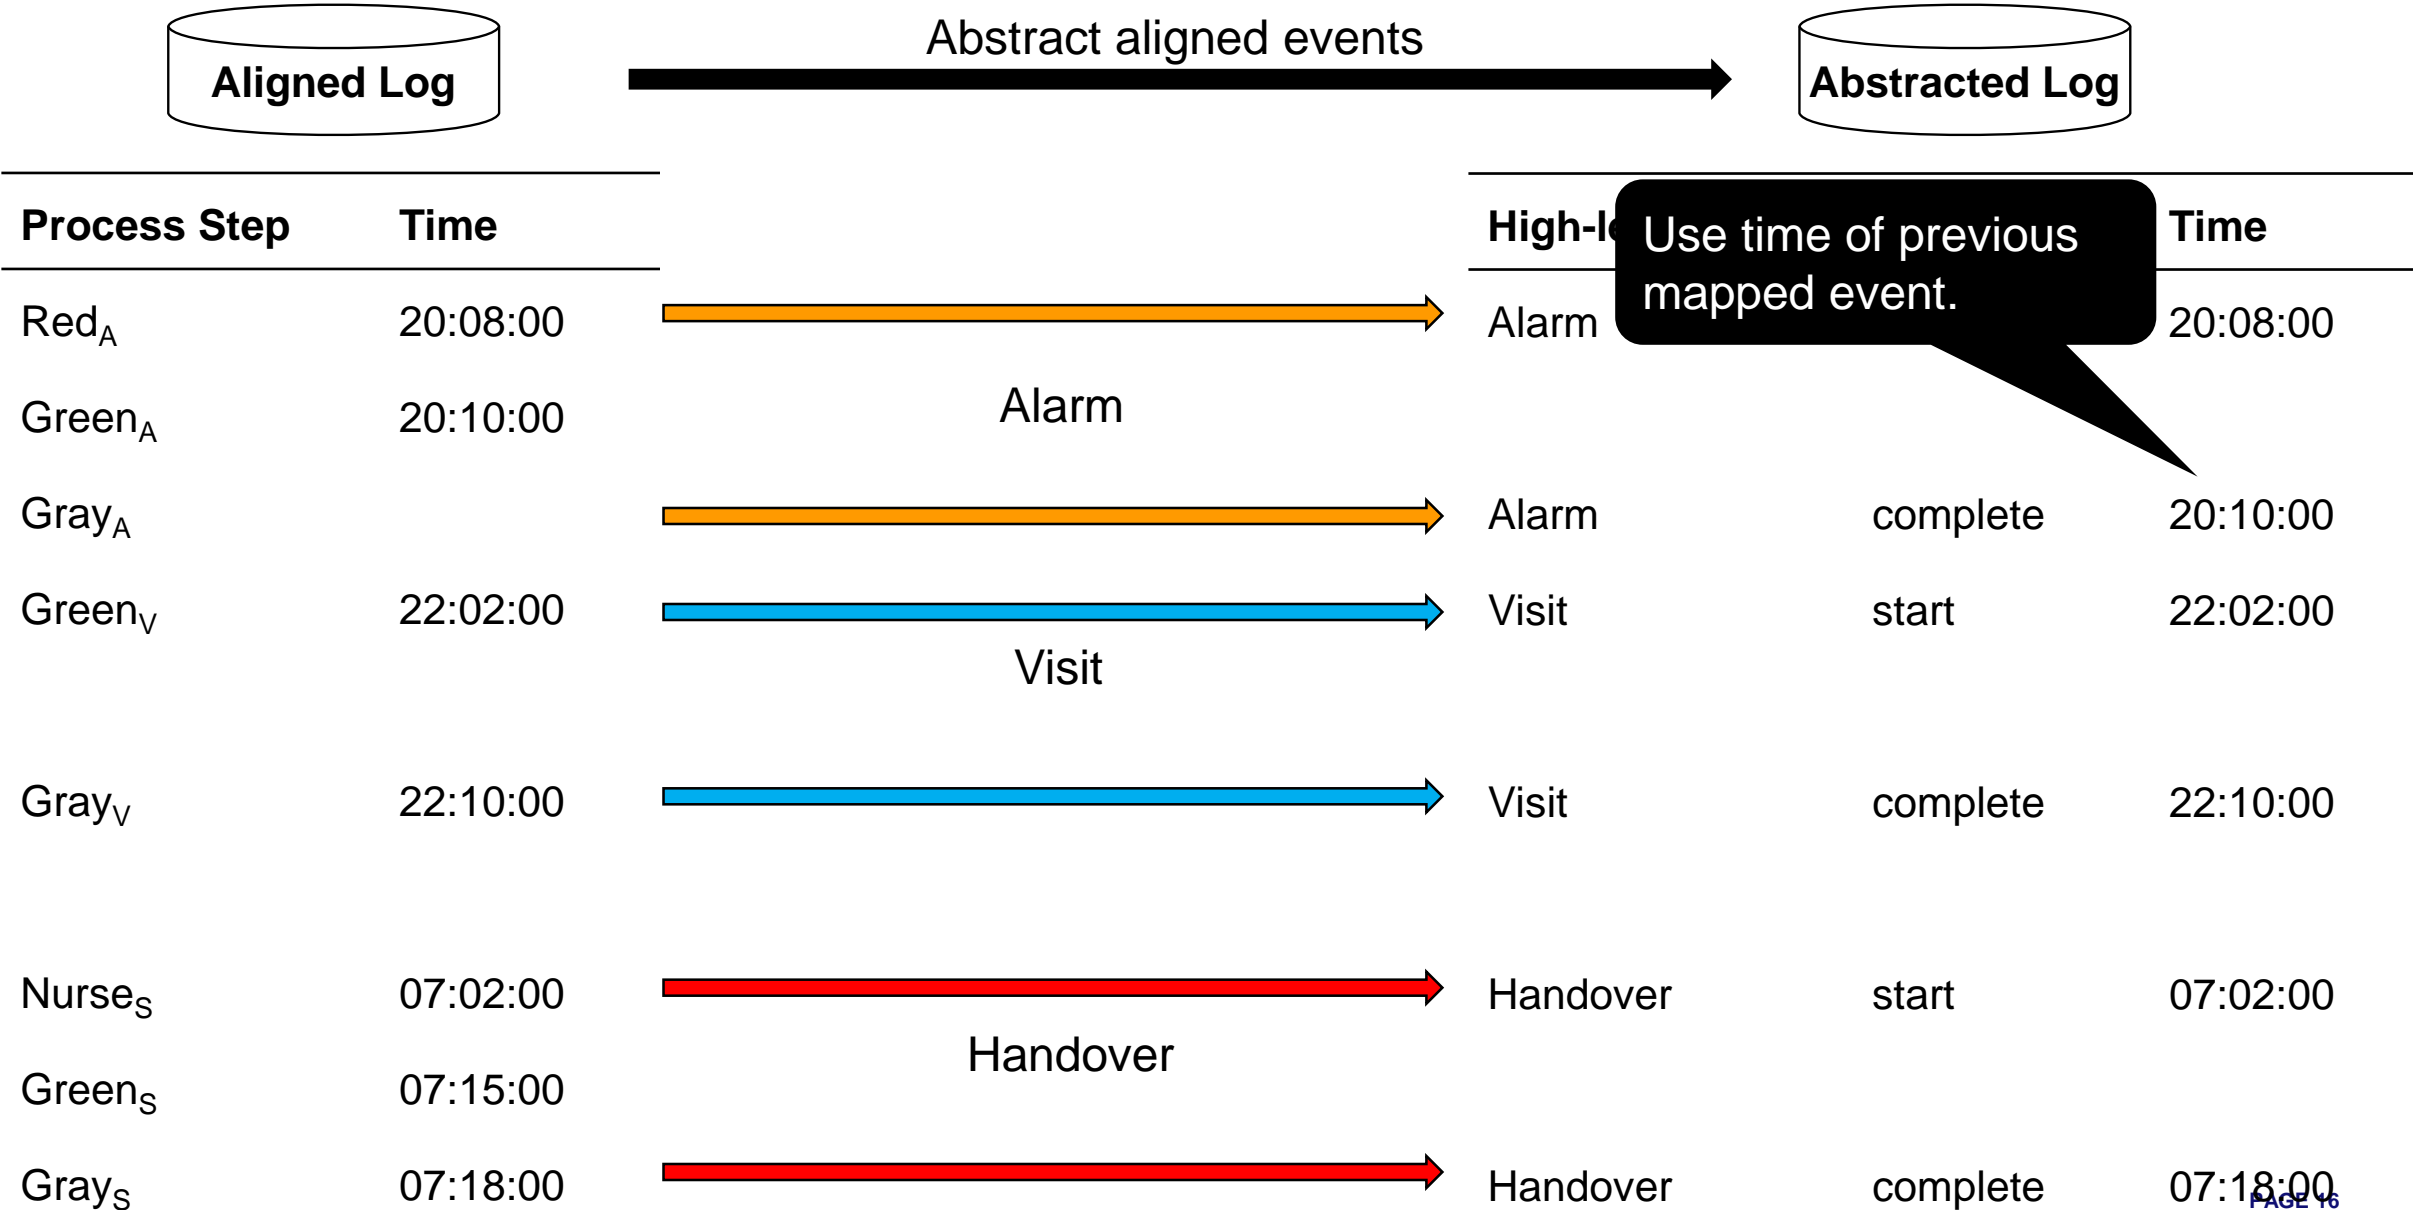 Aligned Log
Abstract aligned events
Abstracted Log
Process Step Time
High-l Time
Use time of previous
mapped event.
Red_A 20:08:00
Alarm 20:08:00
Green_A 20:10:00
Alarm
Gray_A
Alarm complete 20:10:00
Green_V 22:02:00
Visit start 22:02:00
Visit
Gray_V 22:10:00
Visit complete 22:10:00
Nurse_S 07:02:00
Handover start 07:02:00
Handover
Green_S 07:15:00
Gray_S 07:18:00
Handover complete 07:18:00
PAGE 16